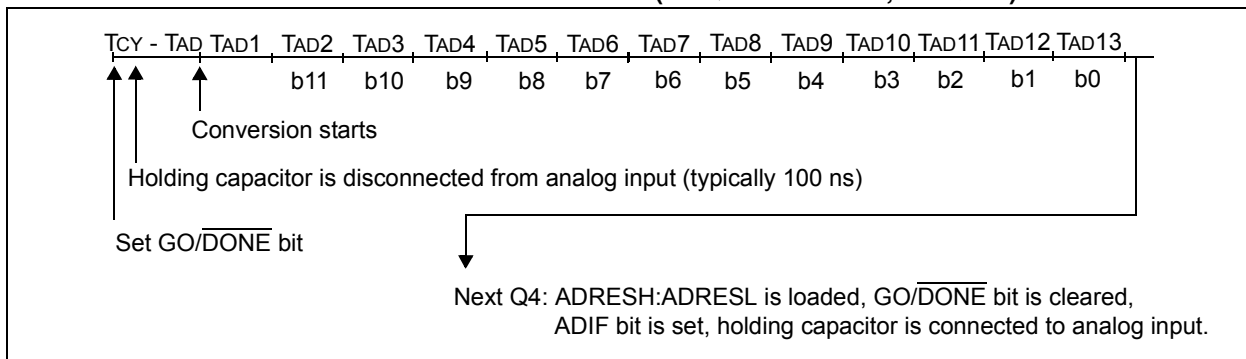 TCY - TAD TAD1 TAD2 TAD3 TAD4 TAD5 TAD6 TAD7 TAD8 TAD9 TAD10 TAD11 TAD12 TAD13
b11 b10 b9 b8 b7 b6 b5 b4 b3 b2 b1 b0
Conversion starts
Holding capacitor is disconnected from analog input (typically 100 ns)
Set GO/DONE bit
Next Q4: ADRESH:ADRESL is loaded, GO/DONE bit is cleared,
ADIF bit is set, holding capacitor is connected to analog input.